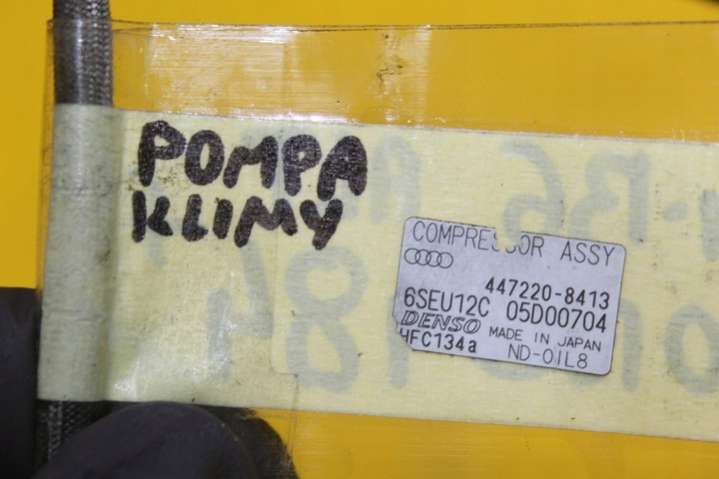 POMPA
KLIMY
COMPRESSOR ASSY
447220-8413
6SEU12C 05D00704
DENSO MADE IN JAPAN
HFC134a ND-OIL8